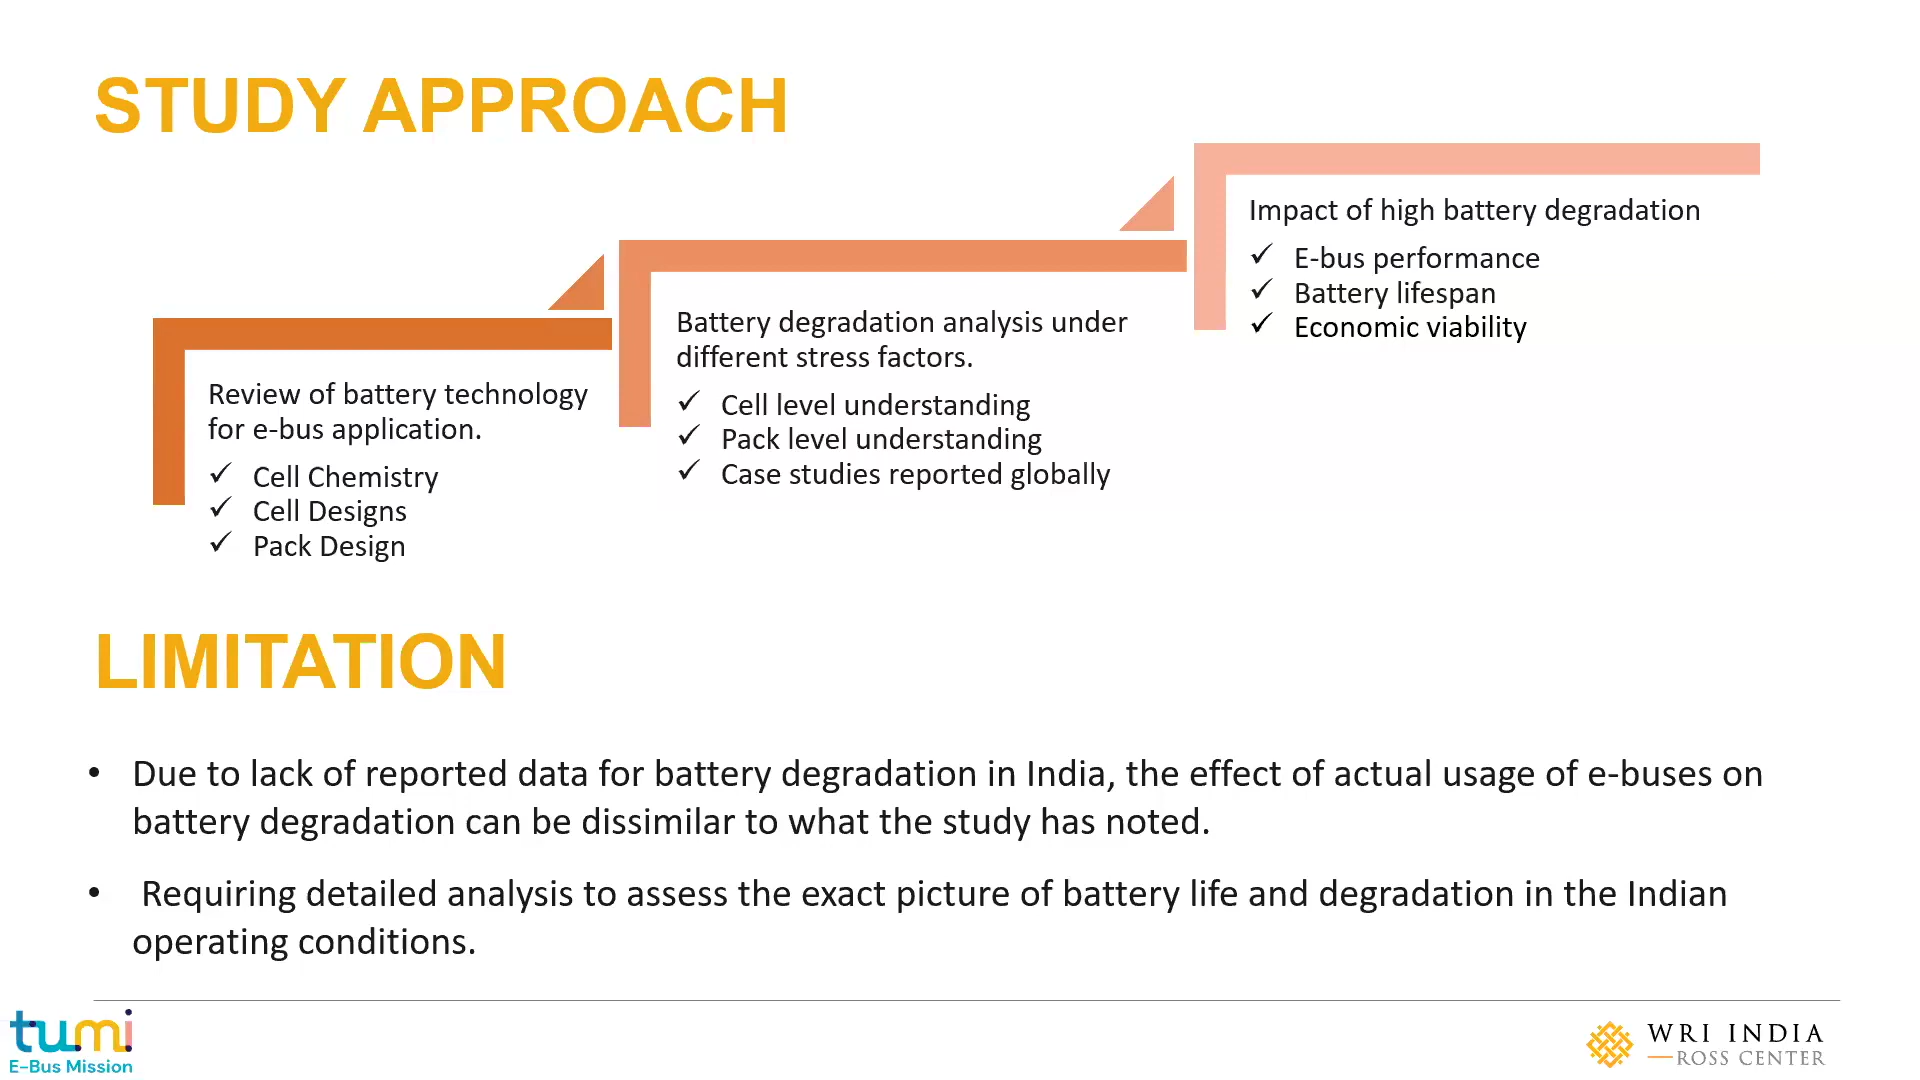 STUDY APPROACH
Review of battery technology
for e-bus application.
✓ Cell Chemistry
✓ Cell Designs
✓ Pack Design
Battery degradation analysis under
different stress factors.
✓ Cell level understanding
✓ Pack level understanding
✓ Case studies reported globally
Impact of high battery degradation
✓ E-bus performance
✓ Battery lifespan
✓ Economic viability
LIMITATION
• Due to lack of reported data for battery degradation in India, the effect of actual usage of e-buses on
battery degradation can be dissimilar to what the study has noted.
• Requiring detailed analysis to assess the exact picture of battery life and degradation in the Indian
operating conditions.
tumi
E-Bus Mission
WRI INDIA
ROSS CENTER